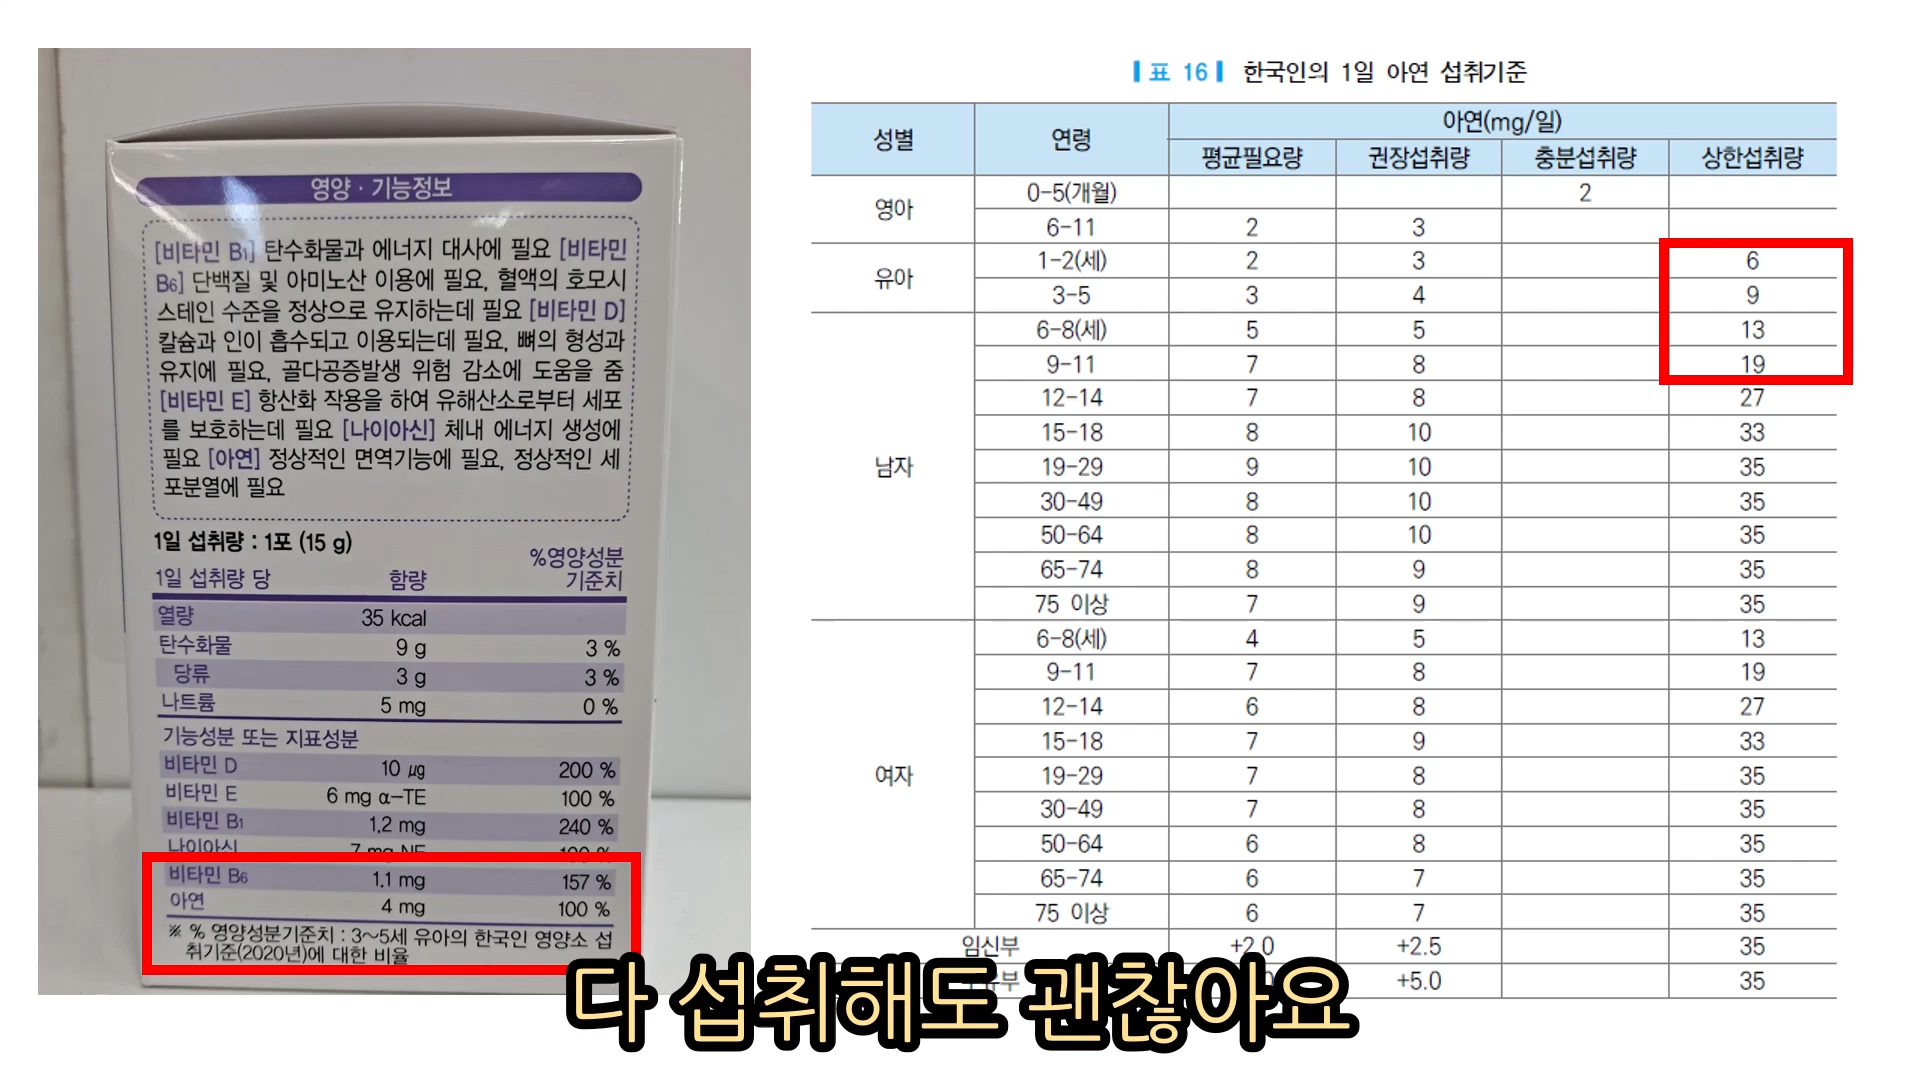 영양·기능정보
[비타민 B1] 탄수화물과 에너지 대사에 필요 [비타민
B6] 단백질 및 아미노산 이용에 필요, 혈액의 호모시
스테인 수준을 정상으로 유지하는데 필요 [비타민 D]
칼슘과 인이 흡수되고 이용되는데 필요, 뼈의 형성과
유지에 필요, 골다공증발생 위험 감소에 도움을 줌
[비타민 E] 항산화 작용을 하여 유해산소로부터 세포
를 보호하는데 필요 [나이아신] 체내 에너지 생성에
필요 [아연] 정상적인 면역기능에 필요, 정상적인 세
포분열에 필요
1일 섭취량 : 1포 (15 g)
1일 섭취량 당 함량 %영양성분
기준치
열량 35 kcal
탄수화물 9 g 3 %
당류 3 g 3 %
나트륨 5 mg 0 %
기능성분 또는 지표성분
비타민 D 10 μg 200 %
비타민 E 6 mg α-TE 100 %
비타민 B1 1.2 mg 240 %
나이아신 7 mg NE 100 %
비타민 B6 1.1 mg 157 %
아연 4 mg 100 %
※ % 영양성분기준치 : 3~5세 유아의 한국인 영양소 섭
취기준(2020년)에 대한 비율
표 16 한국인의 1일 아연 섭취기준
성별 연령 아연(mg/일)
평균필요량 권장섭취량 충분섭취량 상한섭취량
영아 0-5(개월) 2
6-11 2 3
유아 1-2(세) 2 3 6
3-5 3 4 9
남자 6-8(세) 5 5 13
9-11 7 8 19
12-14 7 8 27
15-18 8 10 33
19-29 9 10 35
30-49 8 10 35
50-64 8 10 35
65-74 8 9 35
75 이상 7 9 35
여자 6-8(세) 4 5 13
9-11 7 8 19
12-14 6 8 27
15-18 7 9 33
19-29 7 8 35
30-49 7 8 35
50-64 6 8 35
65-74 6 7 35
75 이상 6 7 35
임신부 +2.0 +2.5 35
+5.0 35
다 섭취해도 괜찮아요